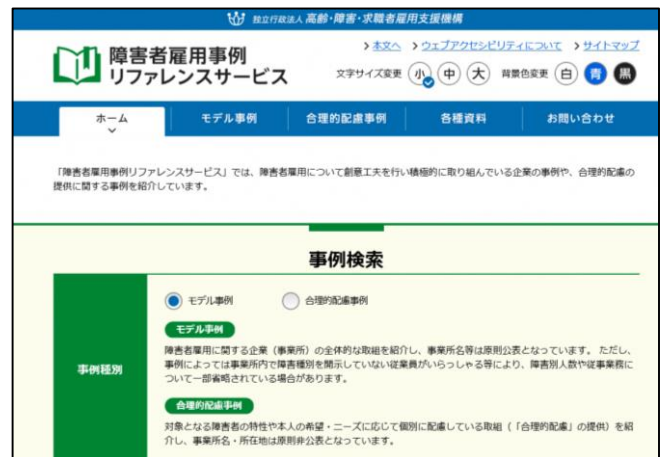 独立行政法人 高齢・障害・求職者雇用支援機構
本文へ ウェブアクセシビリティについて サイトマップ
障害者雇用事例
リファレンスサービス
文字サイズ変更 小 中 大 背景色変更 白 青 黒
ホーム モデル事例 合理的配慮事例 各種資料 お問い合わせ
「障害者雇用事例リファレンスサービス」では、障害者雇用について創意工夫を行い積極的に取り組んでいる企業の事例や、合理的配慮の
提供に関する事例を紹介しています。
事例検索
モデル事例 合理的配慮事例
モデル事例
障害者雇用に関する企業（事業所）の全体的な取組を紹介し、事業所名等は原則公表となっています。 ただし、
事例によっては事業所内で障害種別を開示していない従業員がいらっしゃる等により、障害別人数や従事業務に
ついて一部省略されている場合があります。
事例種別
合理的配慮事例
対象となる障害者の特性や本人の希望・ニーズに応じて個別に配慮している取組（「合理的配慮」の提供）を紹
介し、事業所名・所在地は原則非公表となっています。